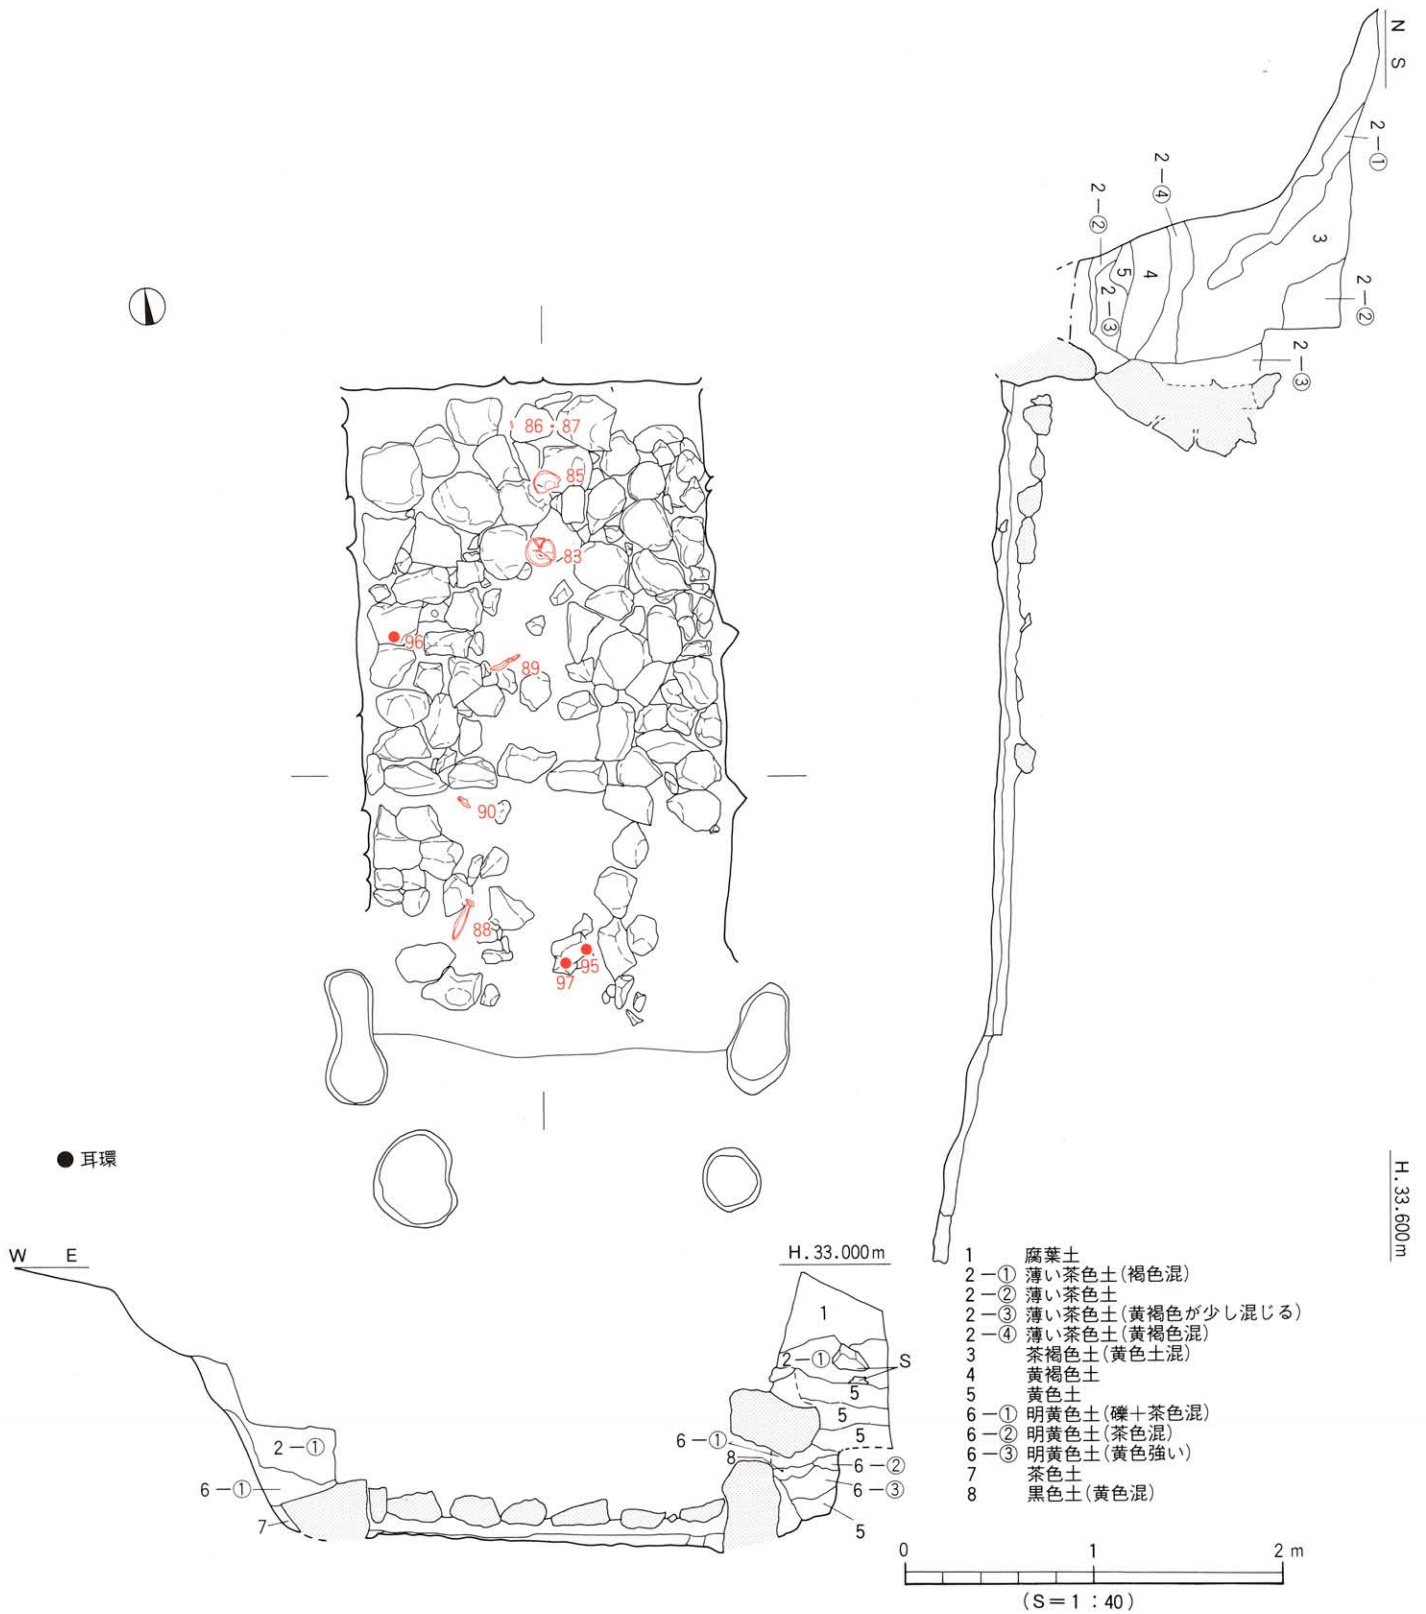 N S
2—①
2—④
2—②
3
5
4
2—③
2—②
2—③
86・87
85
83
96
89
90
88
95
97
● 耳環
H. 33.600m
W E
H. 33.000m
1
2—①
S
5
5
5
6—①
8
6—②
6—③
5
2—①
6—①
7
1 腐葉土
2—① 薄い茶色土(褐色混)
2—② 薄い茶色土
2—③ 薄い茶色土(黄褐色が少し混じる)
2—④ 薄い茶色土(黄褐色混)
3 茶褐色土(黄色土混)
4 黄褐色土
5 黄色土
6—① 明黄色土(礫＋茶色混)
6—② 明黄色土(茶色混)
6—③ 明黄色土(黄色強い)
7 茶色土
8 黒色土(黄色混)
0 1 2 m
(S＝1：40)